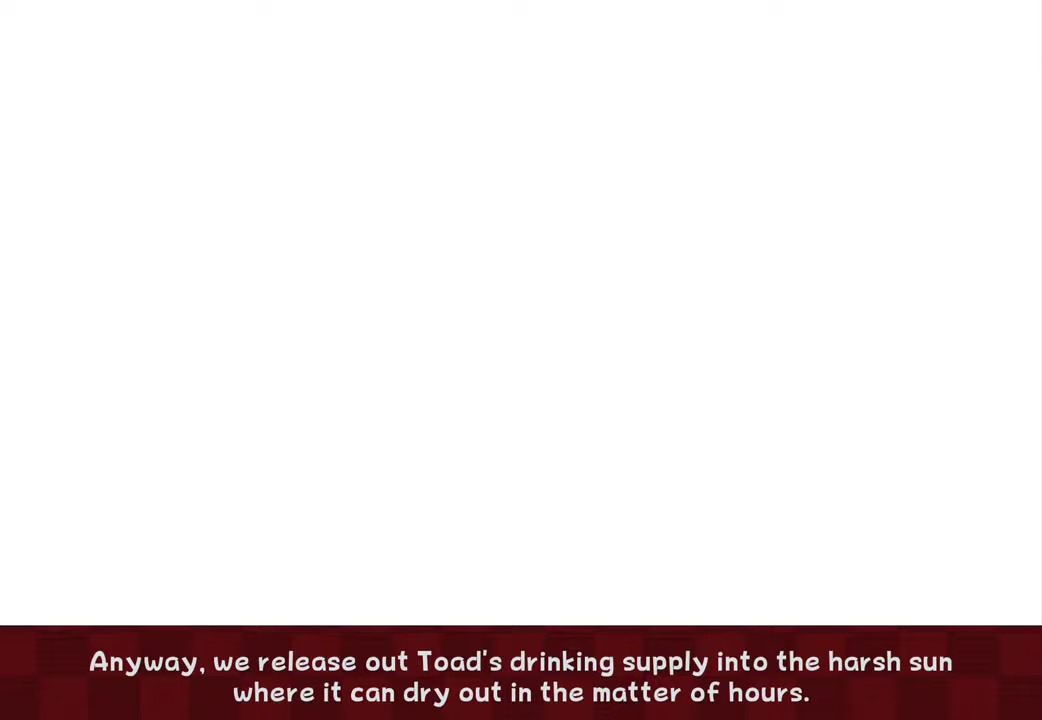 Anyway, we release out Toad's drinking supply into the harsh sun
where it can dry out in the matter of hours.